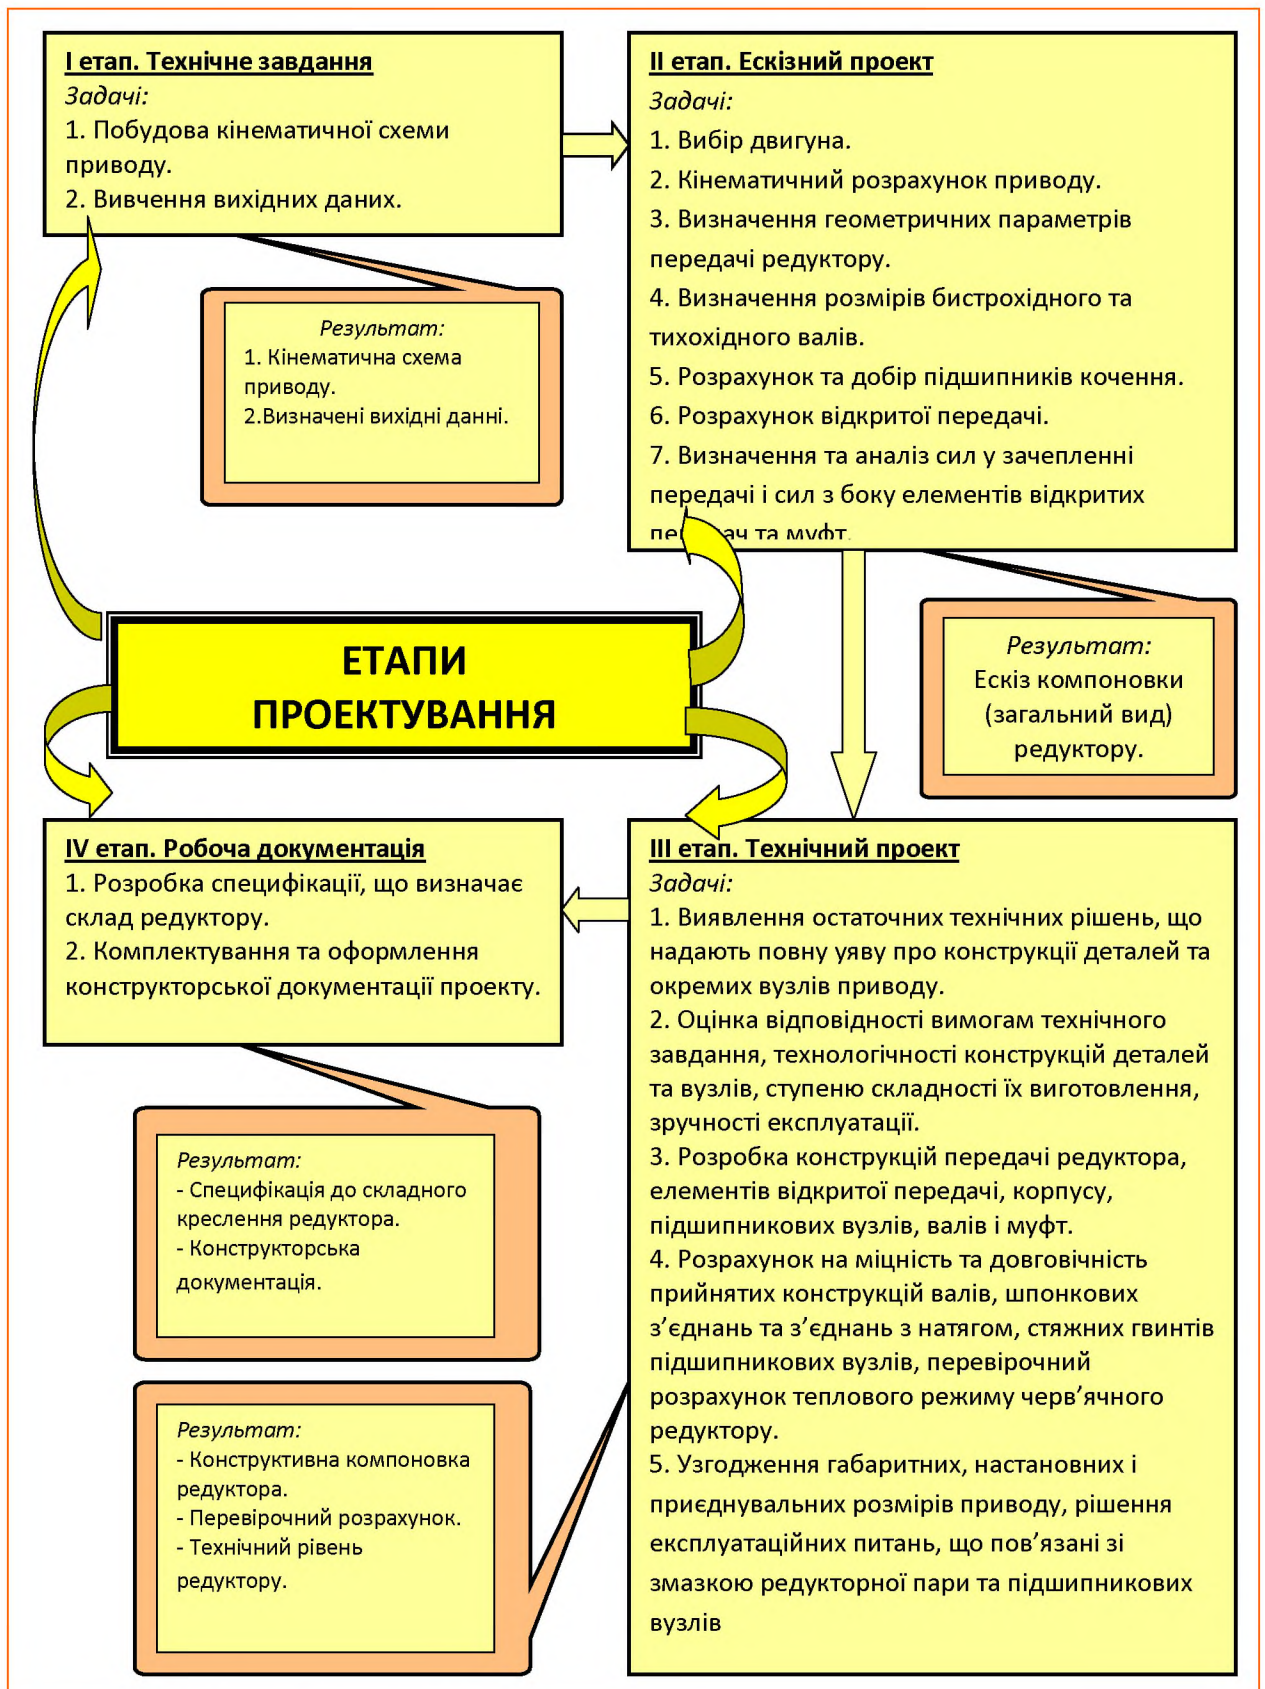 І етап. Технічне завдання
Задачі:
1. Побудова кінематичної схеми
приводу.
2. Вивчення вихідних даних.
Результат:
1. Кінематична схема
приводу.
2.Визначені вихідні данні.
ІІ етап. Ескізний проект
Задачі:
1. Вибір двигуна.
2. Кінематичний розрахунок приводу.
3. Визначення геометричних параметрів
передачі редуктору.
4. Визначення розмірів бистрохідного та
тихохідного валів.
5. Розрахунок та добір підшипників кочення.
6. Розрахунок відкритої передачі.
7. Визначення та аналіз сил у зачепленні
передачі і сил з боку елементів відкритих
та муфт.
Результат:
Ескіз компоновки
(загальний вид)
редуктору.
ЕТАПИ
ПРОЕКТУВАННЯ
ІІІ етап. Технічний проект
Задачі:
1. Виявлення остаточних технічних рішень, що
надають повну уяву про конструкції деталей та
окремих вузлів приводу.
2. Оцінка відповідності вимогам технічного
завдання, технологічності конструкцій деталей
та вузлів, ступеню складності їх виготовлення,
зручності експлуатації.
3. Розробка конструкцій передачі редуктора,
елементів відкритої передачі, корпусу,
підшипникових вузлів, валів і муфт.
4. Розрахунок на міцність та довговічність
прийнятих конструкцій валів, шпонкових
з’єднань та з’єднань з натягом, стяжних гвинтів
підшипникових вузлів, перевірочний
розрахунок теплового режиму черв’ячного
редуктору.
5. Узгодження габаритних, настановних і
приєднувальних розмірів приводу, рішення
експлуатаційних питань, що пов’язані зі
змазкою редукторної пари та підшипникових
вузлів
IV етап. Робоча документація
1. Розробка специфікації, що визначає
склад редуктору.
2. Комплектування та оформлення
конструкторської документації проекту.
Результат:
- Специфікація до складного
креслення редуктора.
- Конструкторська
документація.
Результат:
- Конструктивна компоновка
редуктора.
- Перевірочний розрахунок.
- Технічний рівень
редуктору.